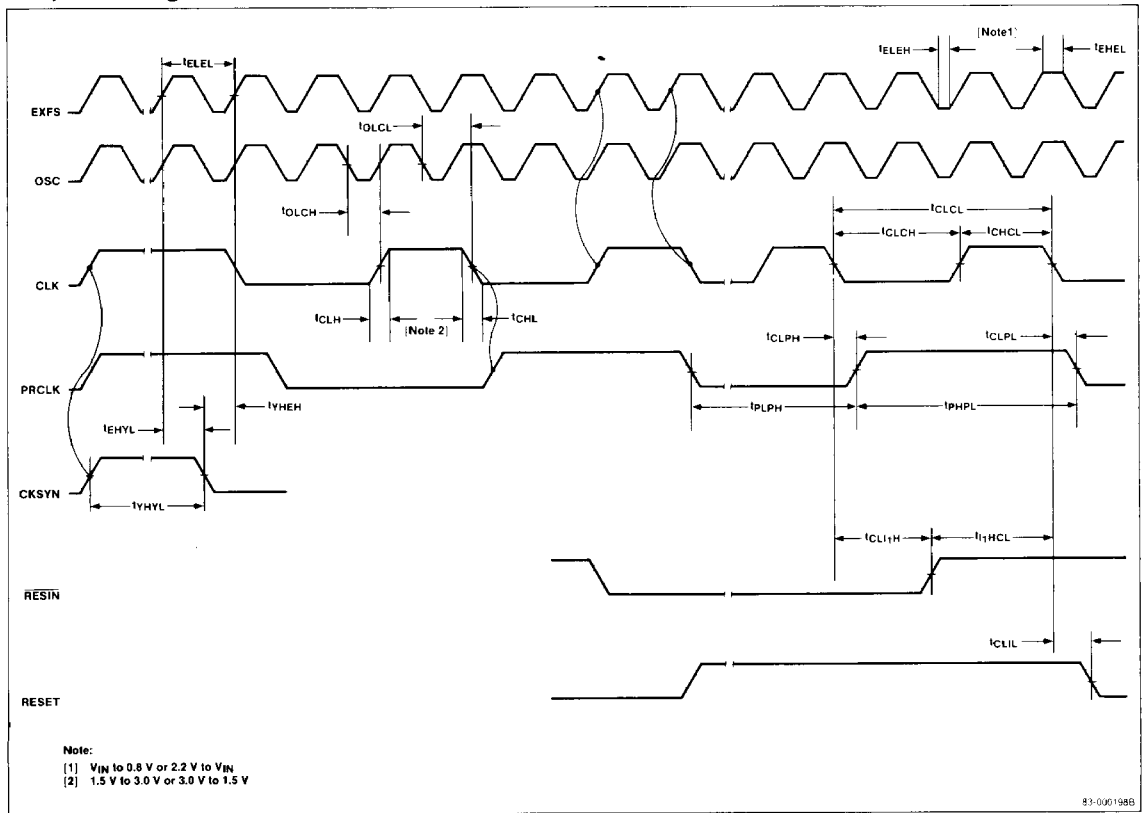 [Note1]
tELEH
tEHEL
tELEL
EXFS
tOLCL
OSC
tOLCH
tCLCL
tCLCH
tCHCL
CLK
tCLH
[Note 2]
tCHL
tCLPH
tCLPL
PRCLK
tYHEH
tPLPH
tPHPL
tEHYL
CKSYN
tYHYL
tCLI1H
tI1HCL
RESIN
tCLIL
RESET
Note:
[1] VIN to 0.8 V or 2.2 V to VIN
[2] 1.5 V to 3.0 V or 3.0 V to 1.5 V
83-000198B